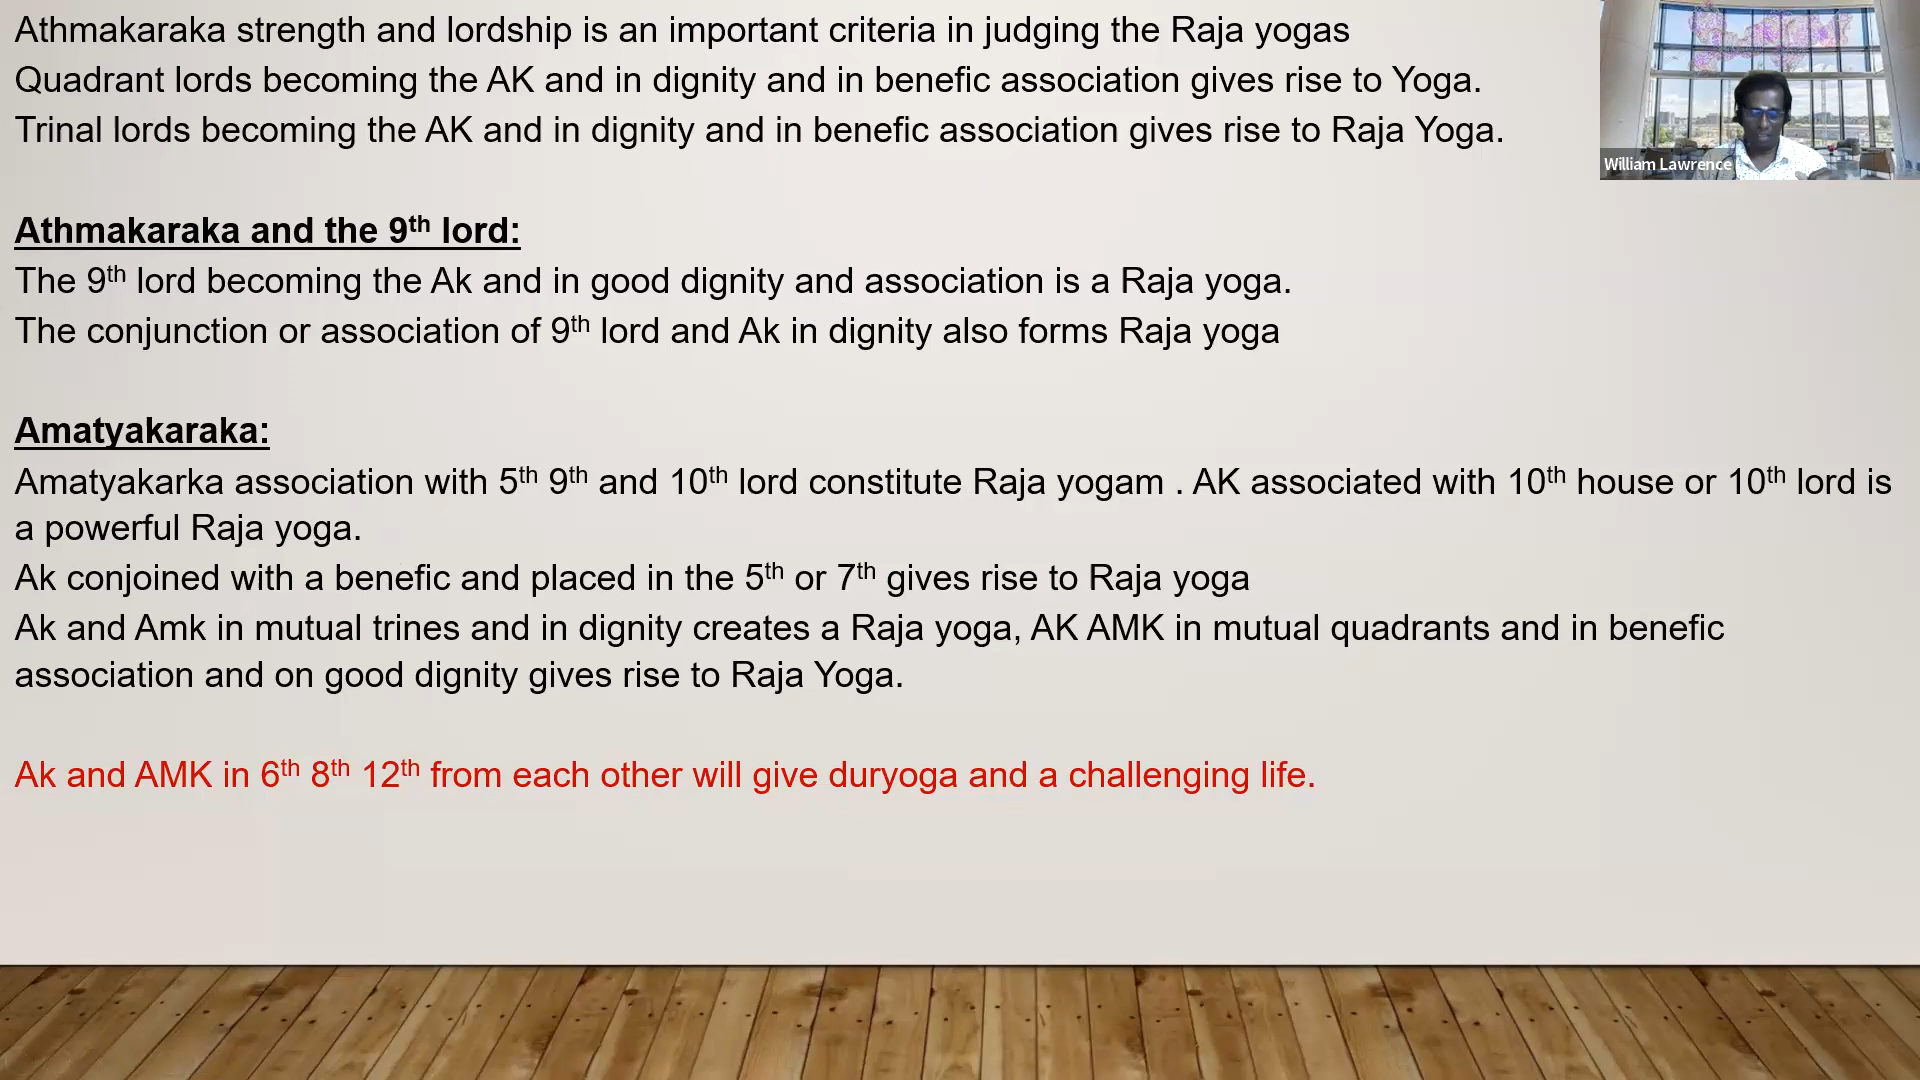 Athmakaraka strength and lordship is an important criteria in judging the Raja yogas
Quadrant lords becoming the AK and in dignity and in benefic association gives rise to Yoga.
Trinal lords becoming the AK and in dignity and in benefic association gives rise to Raja Yoga.
William Lawrence
Athmakaraka and the 9th lord:
The 9th lord becoming the Ak and in good dignity and association is a Raja yoga.
The conjunction or association of 9th lord and Ak in dignity also forms Raja yoga
Amatyakaraka:
Amatyakarka association with 5th 9th and 10th lord constitute Raja yogam . AK associated with 10th house or 10th lord is
a powerful Raja yoga.
Ak conjoined with a benefic and placed in the 5th or 7th gives rise to Raja yoga
Ak and Amk in mutual trines and in dignity creates a Raja yoga, AK AMK in mutual quadrants and in benefic
association and on good dignity gives rise to Raja Yoga.
Ak and AMK in 6th 8th 12th from each other will give duryoga and a challenging life.